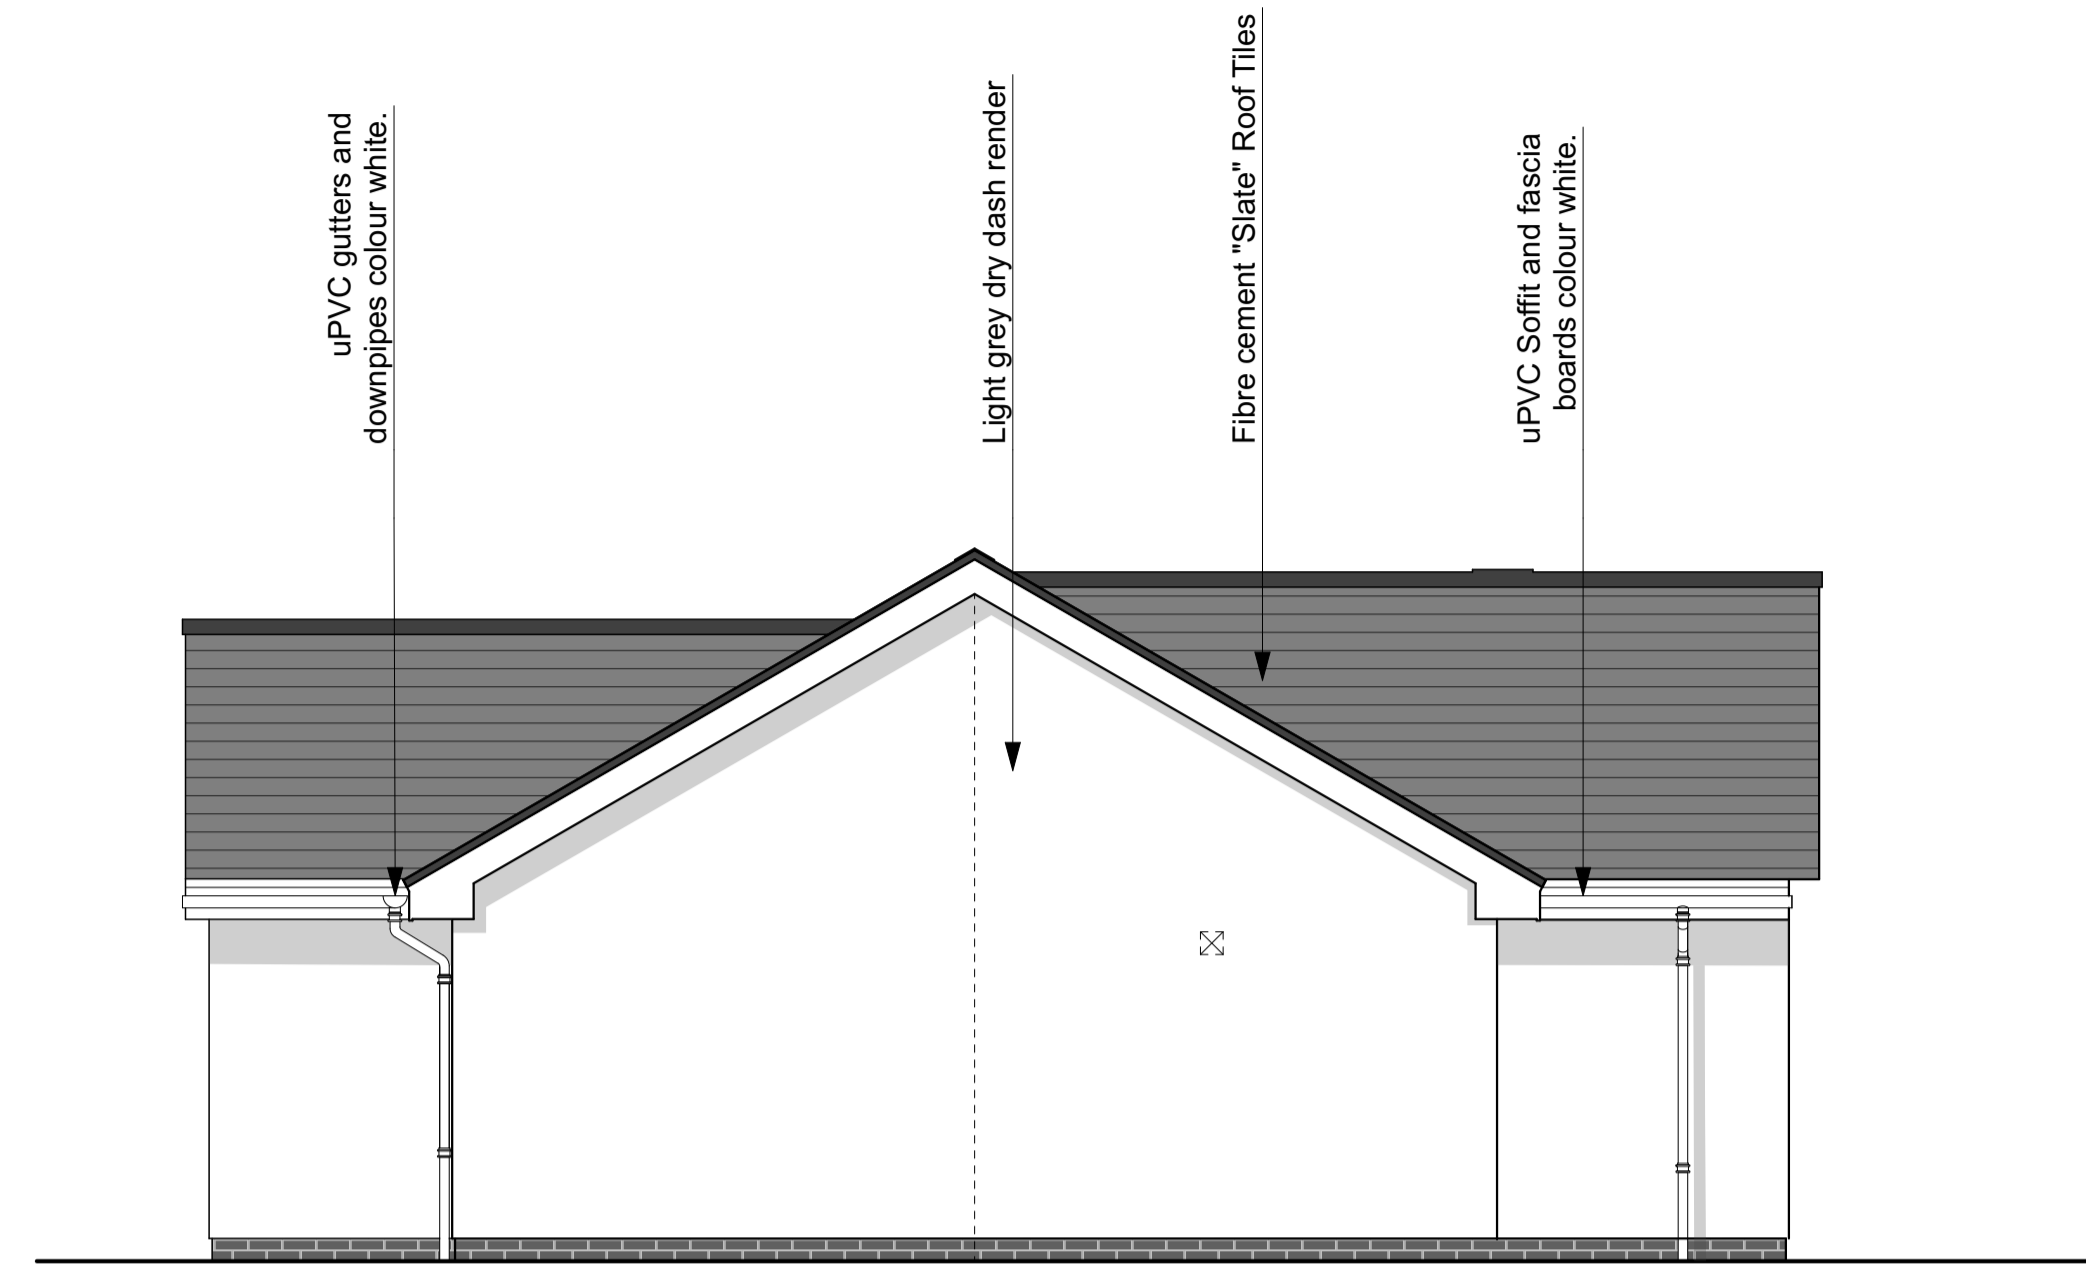 uPVC gutters and
downpipes colour white.
Light grey dry dash render
Fibre cement "Slate" Roof Tiles
uPVC Soffit and fascia
boards colour white.